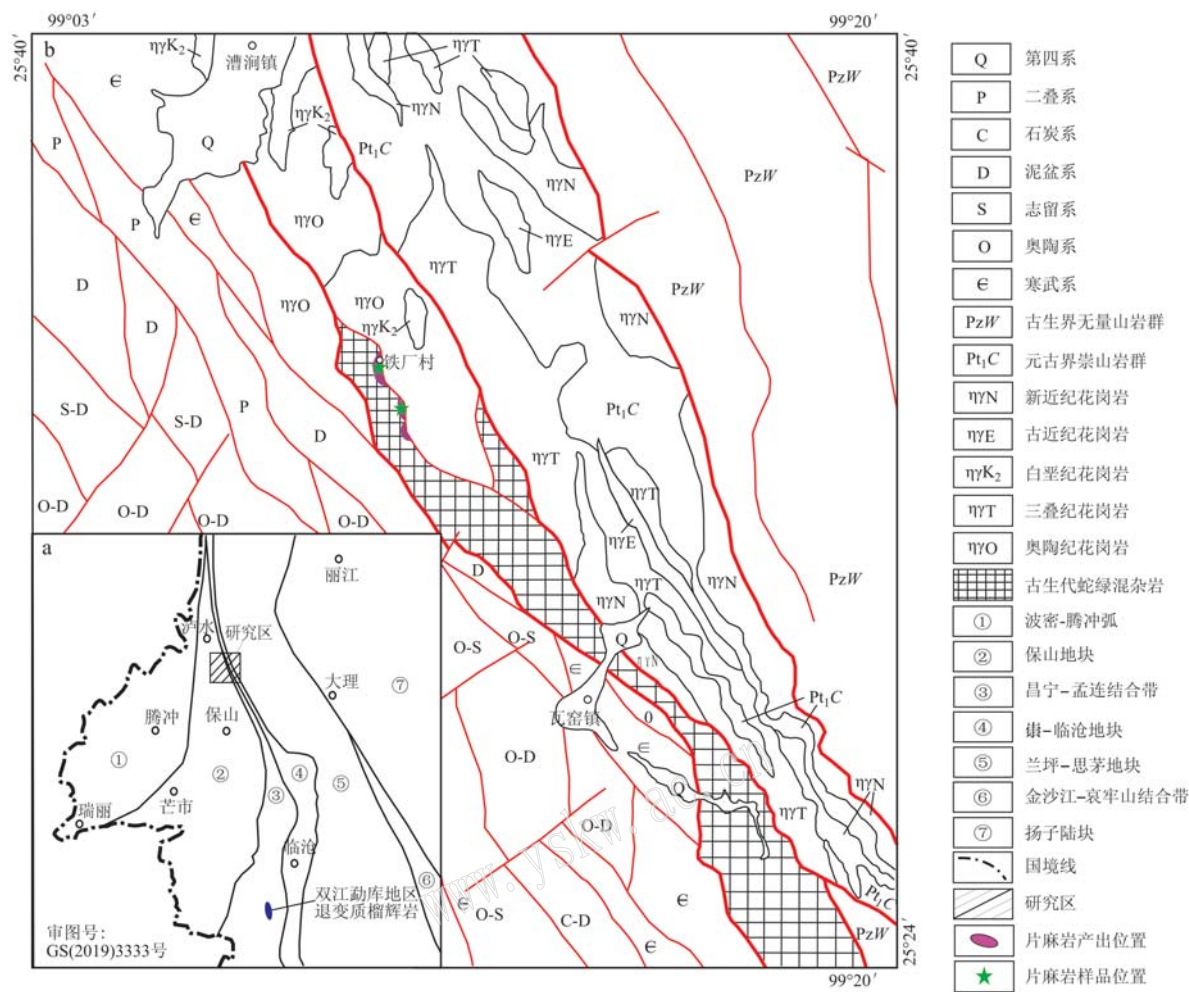 99°03′
99°20′
25°40′
25°40′
b
ηγK₂
漕涧镇
ηγT
PzW
∈
ηγN
ηγK₂
P
Q
Pt₁C
PzW
ηγN
∈
P
ηγO
ηγE
D
ηγT
ηγO
ηγO
PzW
D
ηγN
ηγK₂
铁厂村
S-D
P
Pt₁C
S-D
D
ηγT
ηγT
O-D
O-D
O-D
O-D
ηγE
ηγT
ηγN
D
PzW
ηγN
O-S
Q
∈
ηγN
瓦窑镇
Pt₁C
O
∈
O-D
Q
ηγT
ηγN
O-D
Pt₁C
∈
O-S
C-D
∈
∈
PzW
25°24′
99°20′
a
丽江
泸水
研究区
大理
⑦
腾冲
保山
①
②
③
④
⑤
瑞丽
芒市
临沧
⑥
双江勐库地区
退变质榴辉岩
审图号：
GS(2019)3333号
www.yskw.ac.cn
Q 第四系
P 二叠系
C 石炭系
D 泥盆系
S 志留系
O 奥陶系
∈ 寒武系
PzW 古生界无量山岩群
Pt₁C 元古界崇山岩群
ηγN 新近纪花岗岩
ηγE 古近纪花岗岩
ηγK₂ 白垩纪花岗岩
ηγT 三叠纪花岗岩
ηγO 奥陶纪花岗岩
古生代蛇绿混杂岩
① 波密-腾冲弧
② 保山地块
③ 昌宁-孟连结合带
④ -临沧地块
⑤ 兰坪-思茅地块
⑥ 金沙江-哀牢山结合带
⑦ 扬子陆块
国境线
研究区
片麻岩产出位置
片麻岩样品位置